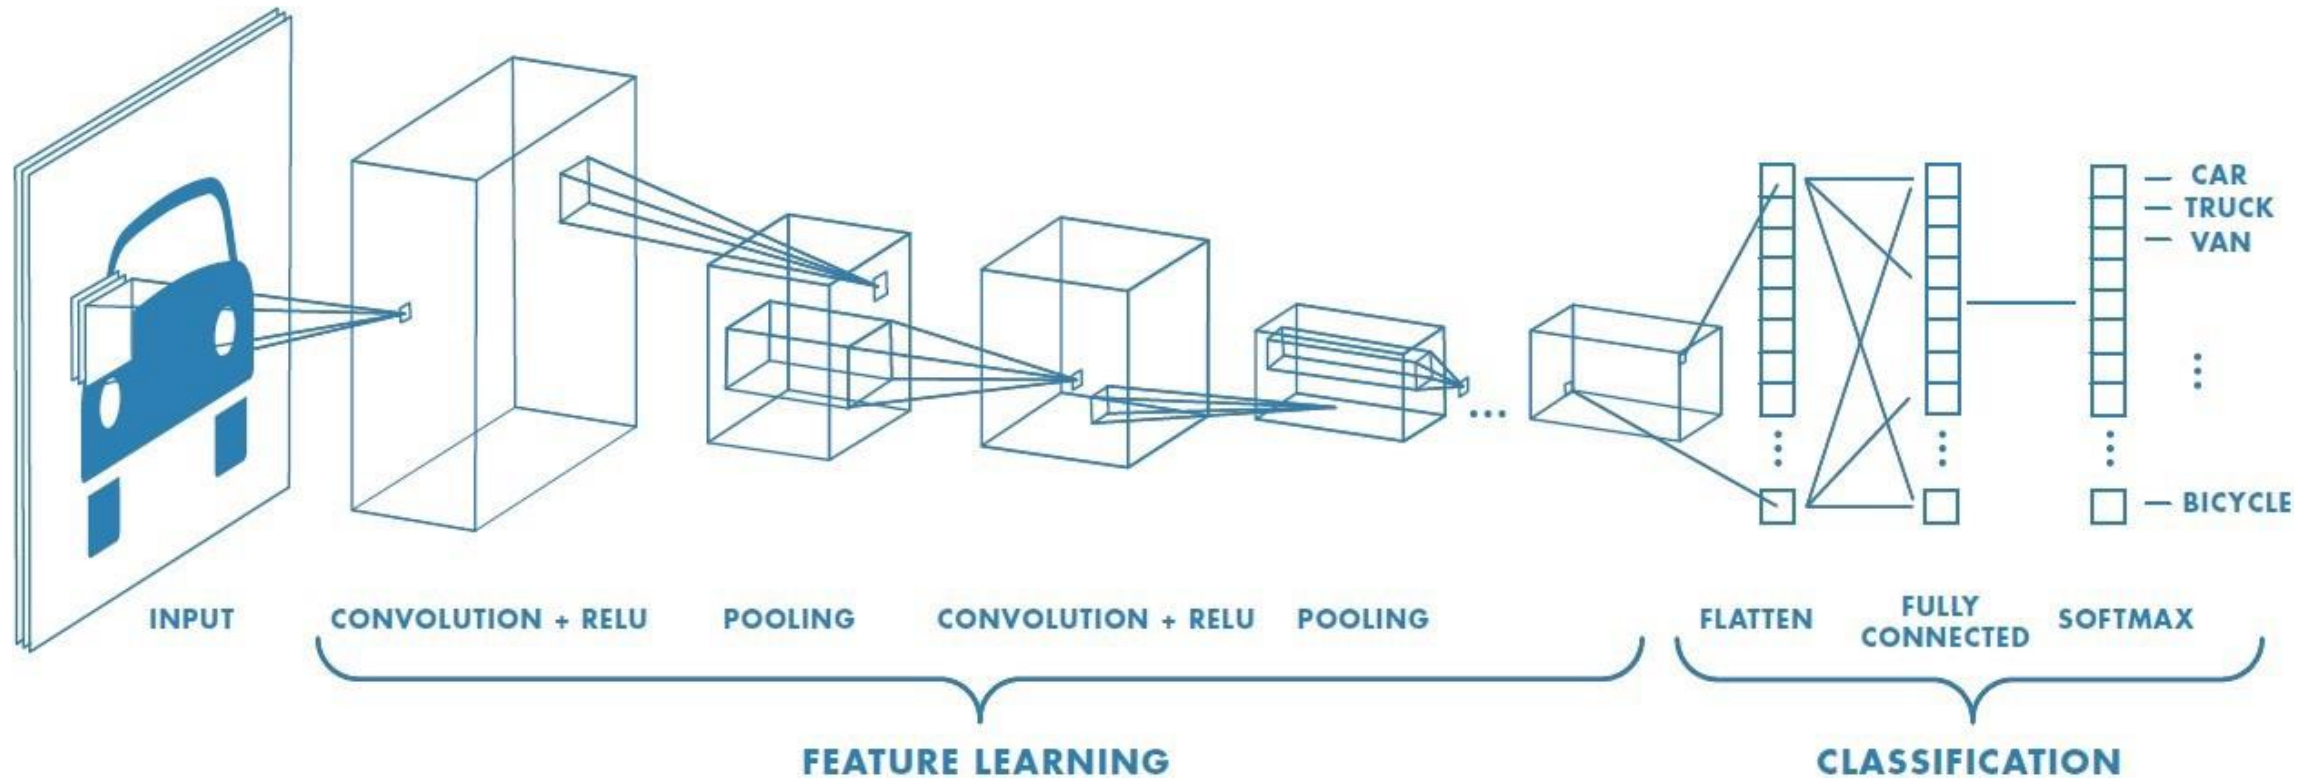 CAR
TRUCK
VAN
BICYCLE
INPUT
CONVOLUTION + RELU
POOLING
CONVOLUTION + RELU
POOLING
FLATTEN
FULLY
CONNECTED
SOFTMAX
FEATURE LEARNING
CLASSIFICATION